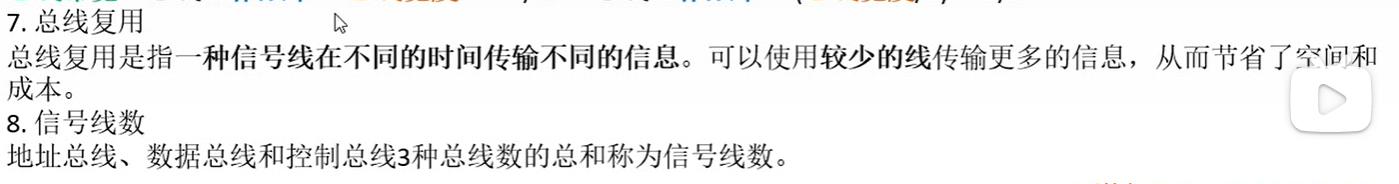 7. 总线复用
总线复用是指一种信号线在不同的时间传输不同的信息。可以使用较少的线传输更多的信息，从而节省了空间和
成本。
8. 信号线数
地址总线、数据总线和控制总线3种总线数的总和称为信号线数。